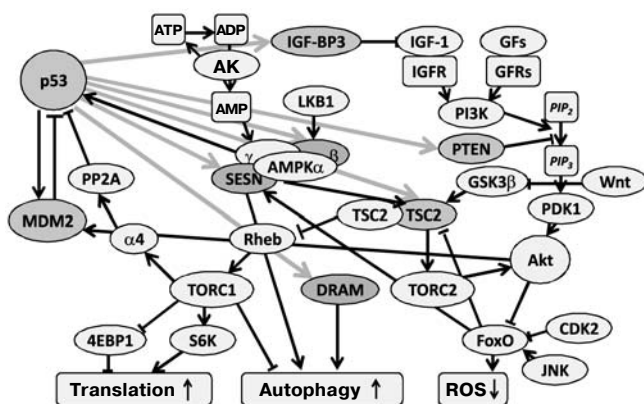 ATP ADP IGF-BP3 IGF-1 GFs
p53 AK IGFR GFRs
AMP LKB1 PI3K PIP2
γ β PTEN PIP3
AMPKα
PP2A SESN GSK3β Wnt
MDM2 α4 Rheb TSC2 TSC2 PDK1
Akt
TORC1 DRAM TORC2
4EBP1 S6K FoxO CDK2
JNK
Translation ↑ Autophagy ↑ ROS ↓